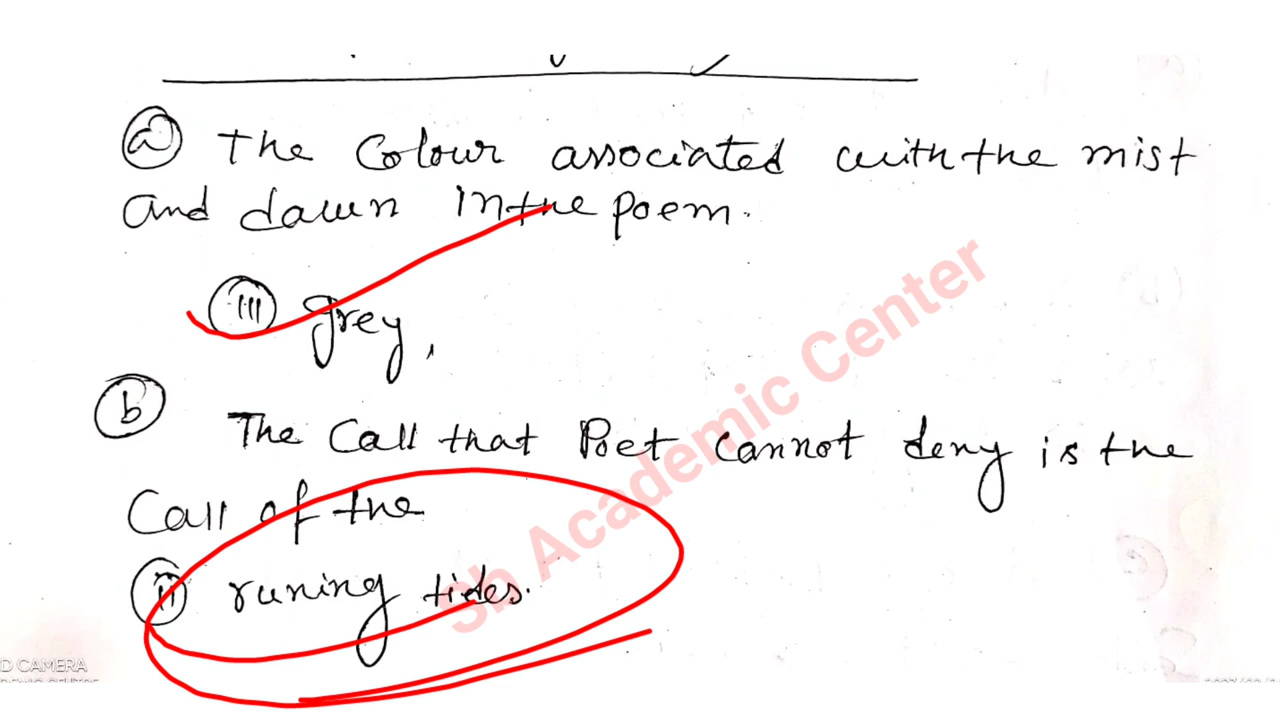 a The Colour associated with the mist
and dawn in the poem.
iii grey,
b
The Call that Poet cannot deny is the
Call of the
ii runing tides.
Sb Academic Center
D CAMERA